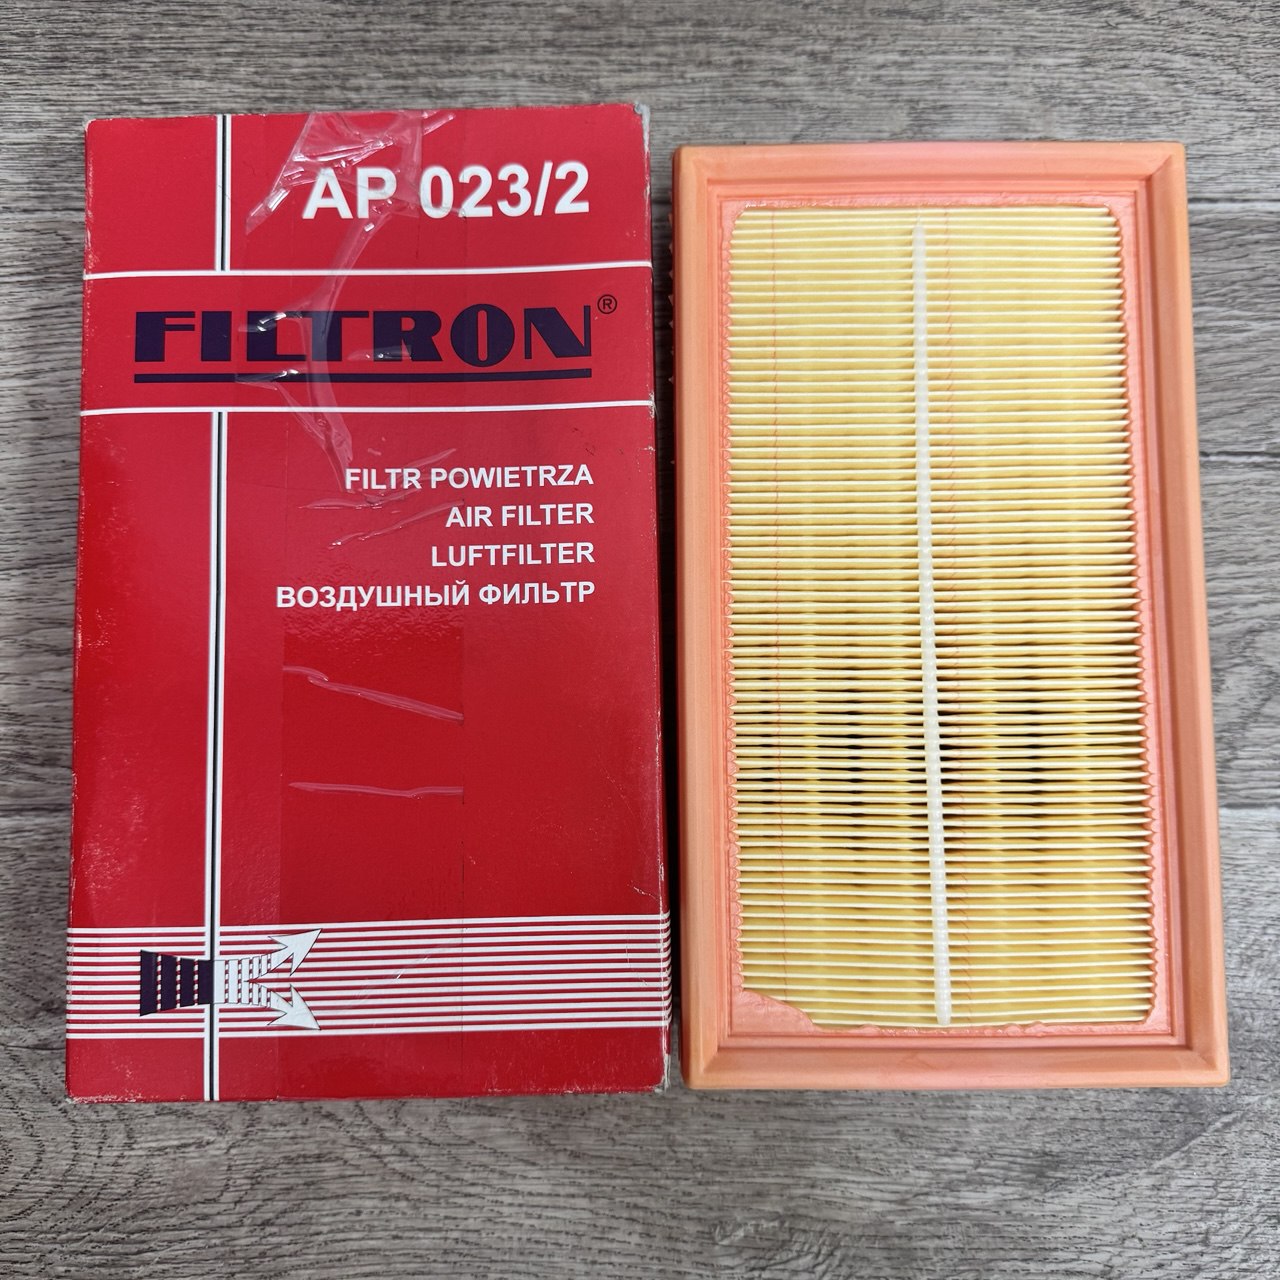 AP 023/2
FILTRON®
FILTR POWIETRZA
AIR FILTER
LUFTFILTER
ВОЗДУШНЫЙ ФИЛЬТР